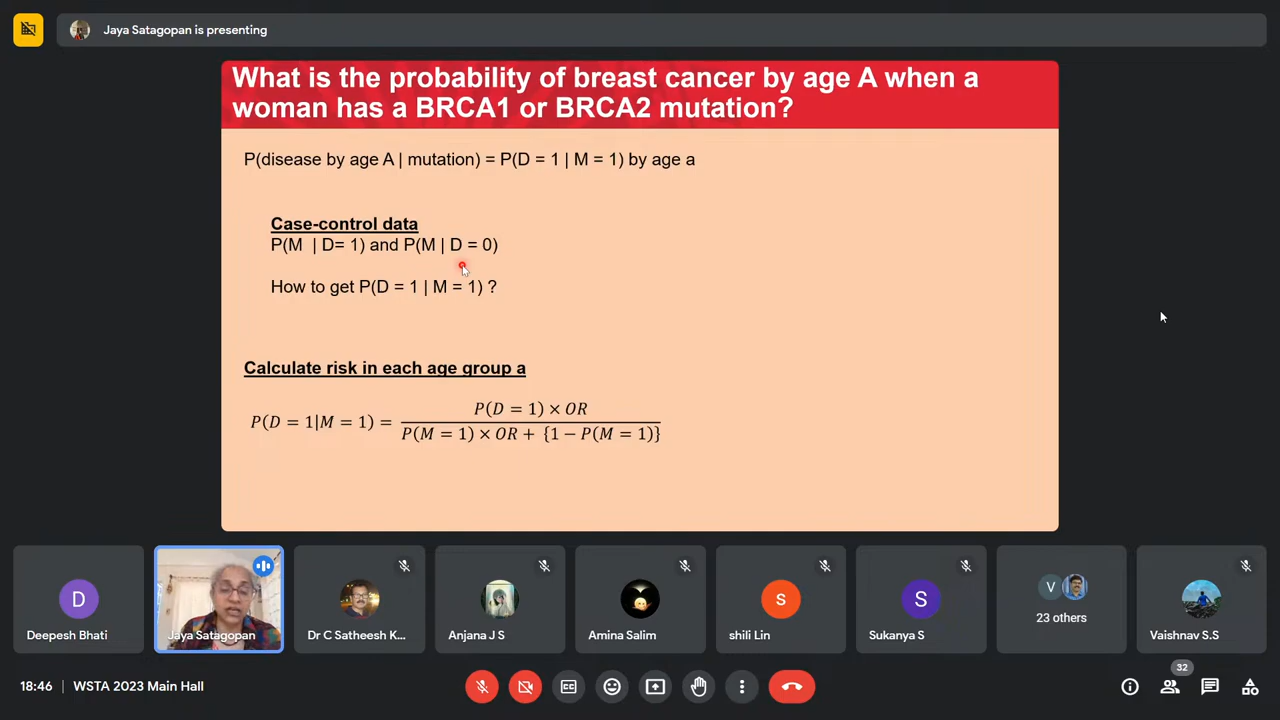 Jaya Satagopan is presenting
What is the probability of breast cancer by age A when a
woman has a BRCA1 or BRCA2 mutation?
P(disease by age A | mutation) = P(D = 1 | M = 1) by age a
Case-control data
P(M | D= 1) and P(M | D = 0)
How to get P(D = 1 | M = 1) ?
Calculate risk in each age group a
P(D = 1|M = 1) = P(D = 1) × OR / P(M = 1) × OR + {1 − P(M = 1)}
D
S
S
V
23 others
Deepesh Bhati
Jaya Satagopan
Dr C Satheesh K...
Anjana J S
Amina Salim
shili Lin
Sukanya S
Vaishnav S.S
18:46 | WSTA 2023 Main Hall
32